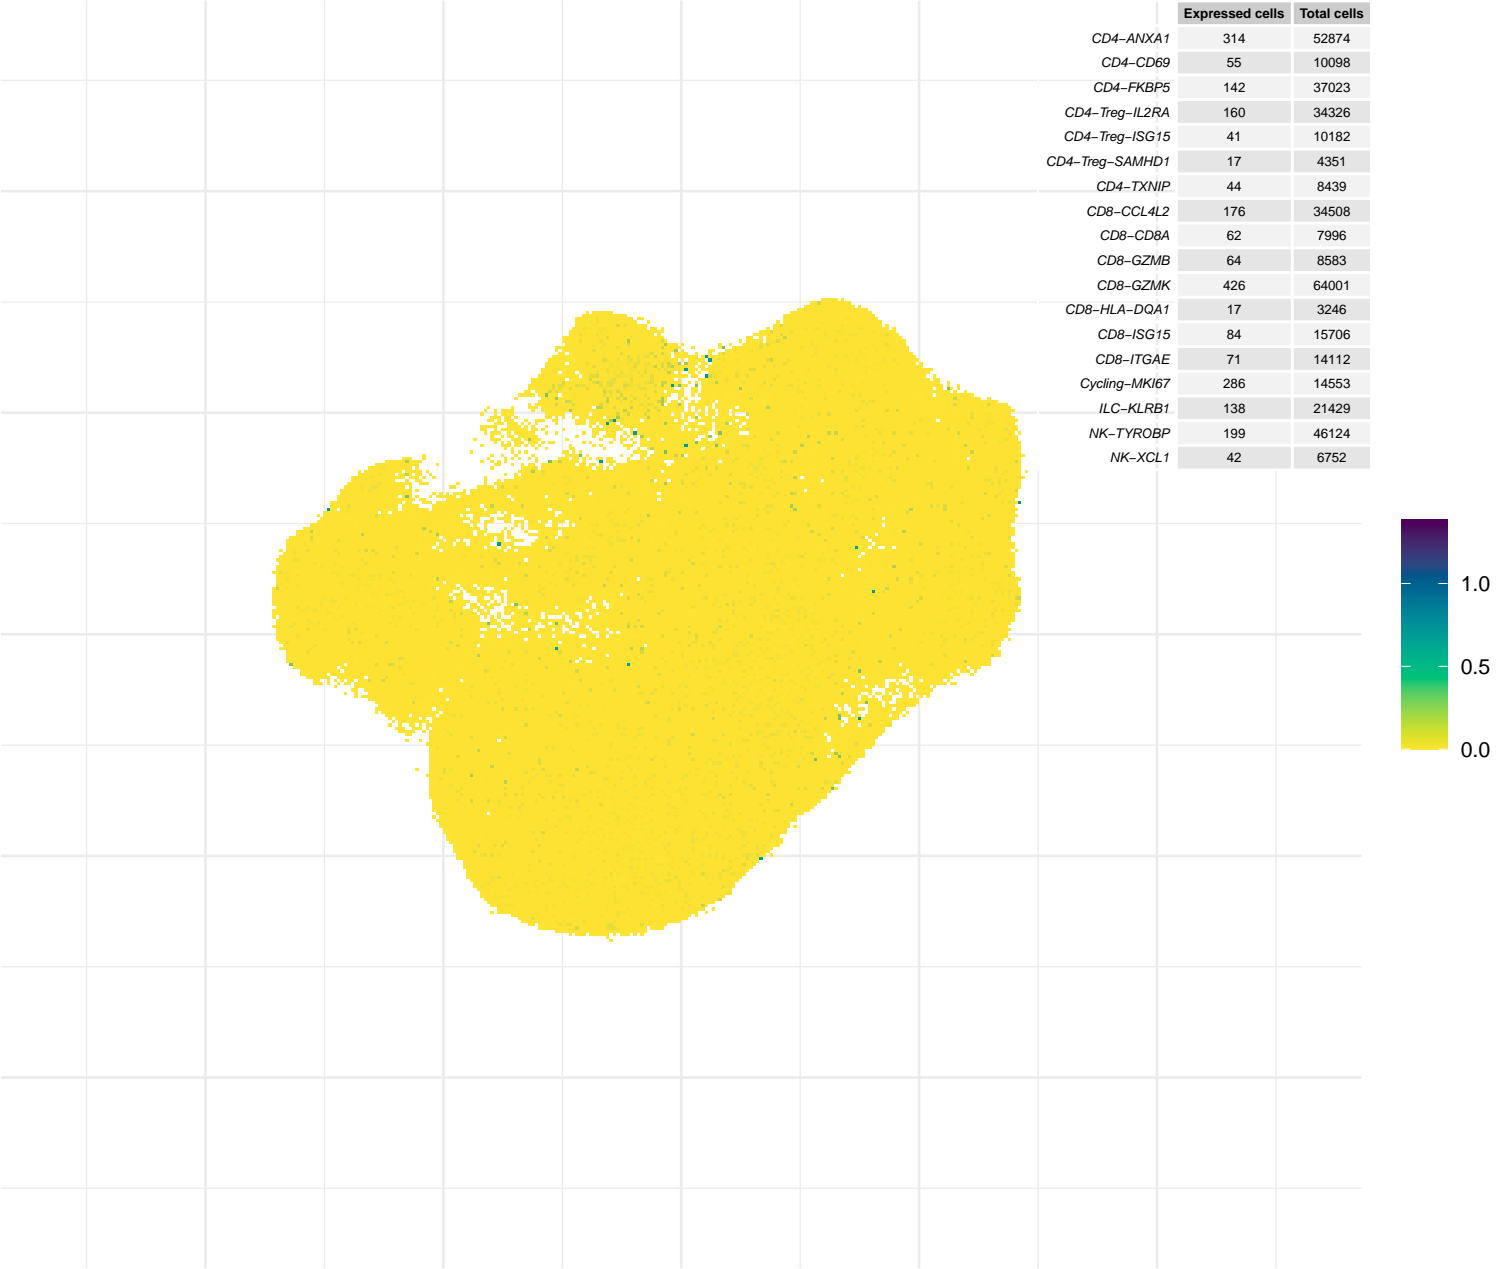 Expressed cells Total cells
CD4−ANXA1 314 52874
CD4−CD69 55 10098
CD4−FKBP5 142 37023
CD4−Treg−IL2RA 160 34326
CD4−Treg−ISG15 41 10182
CD4−Treg−SAMHD1 17 4351
CD4−TXNIP 44 8439
CD8−CCL4L2 176 34508
CD8−CD8A 62 7996
CD8−GZMB 64 8583
CD8−GZMK 426 64001
CD8−HLA−DQA1 17 3246
CD8−ISG15 84 15706
CD8−ITGAE 71 14112
Cycling−MKI67 286 14553
ILC−KLRB1 138 21429
NK−TYROBP 199 46124
NK−XCL1 42 6752
1.0
0.5
0.0